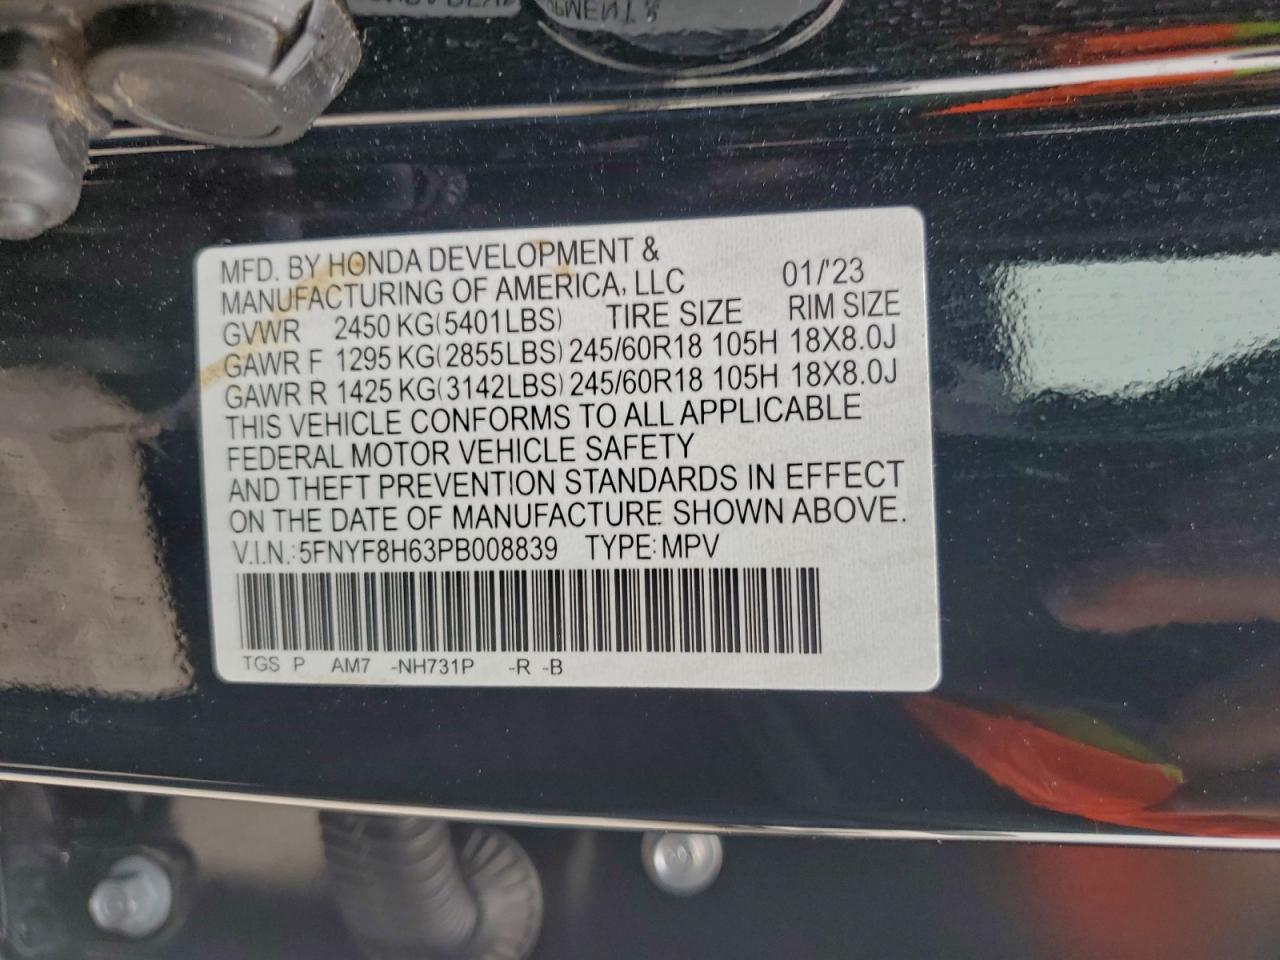 MFD. BY HONDA DEVELOPMENT &
MANUFACTURING OF AMERICA, LLC 01/'23
GVWR 2450 KG(5401LBS) TIRE SIZE RIM SIZE
GAWR F 1295 KG(2855LBS) 245/60R18 105H 18X8.0J
GAWR R 1425 KG(3142LBS) 245/60R18 105H 18X8.0J
THIS VEHICLE CONFORMS TO ALL APPLICABLE
FEDERAL MOTOR VEHICLE SAFETY
AND THEFT PREVENTION STANDARDS IN EFFECT
ON THE DATE OF MANUFACTURE SHOWN ABOVE.
V.I.N.:5FNYF8H63PB008839 TYPE:MPV
TGS P AM7 -NH731P -R -B